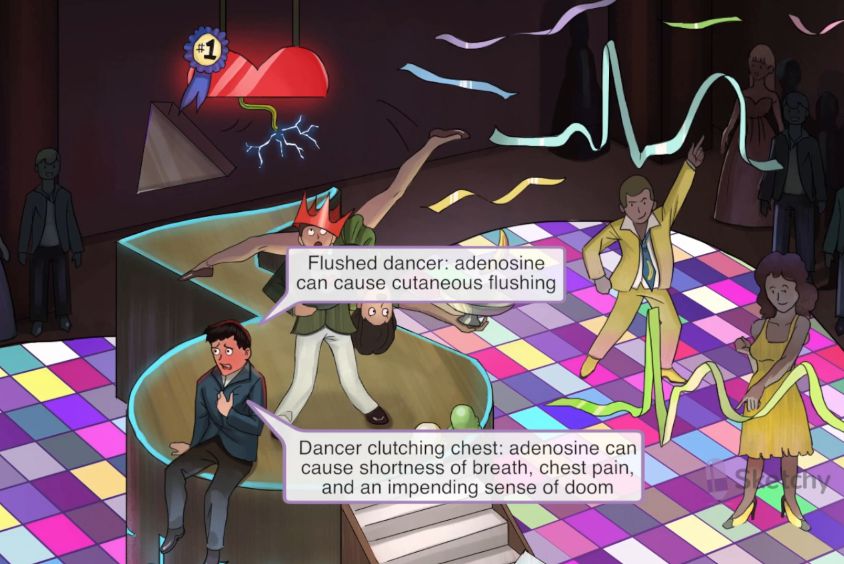 #1
Flushed dancer: adenosine
can cause cutaneous flushing
Dancer clutching chest: adenosine can
cause shortness of breath, chest pain,
and an impending sense of doom
Sketchy